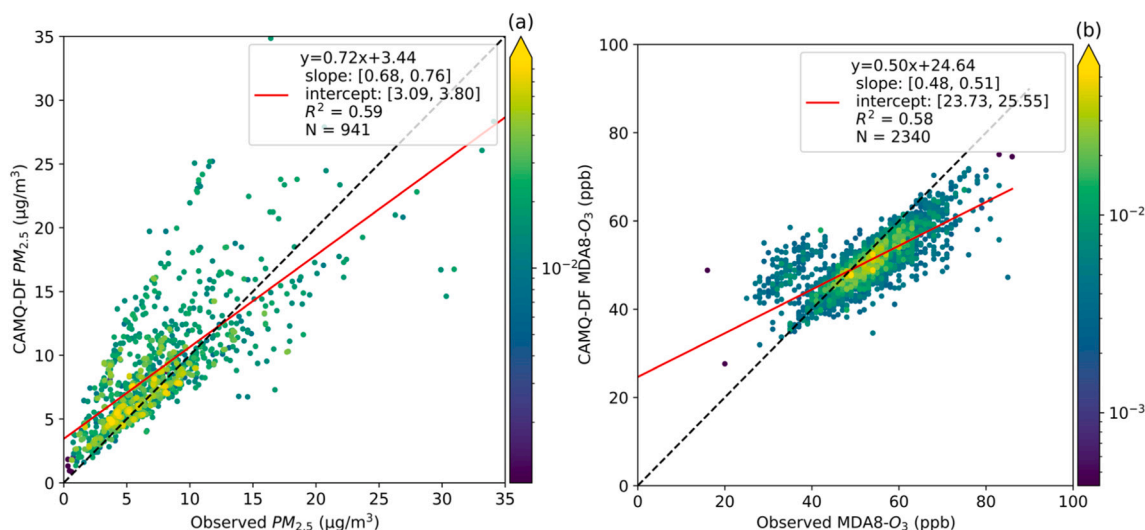 (a)
35
30
25
20
15
10
5
0
CAMQ-DF PM2.5 (μg/m³)
y=0.72x+3.44
slope: [0.68, 0.76]
intercept: [3.09, 3.80]
R² = 0.59
N = 941
0 5 10 15 20 25 30 35
Observed PM2.5 (μg/m³)
10⁻²
(b)
100
80
60
40
20
0
CAMQ-DF MDA8-O3 (ppb)
y=0.50x+24.64
slope: [0.48, 0.51]
intercept: [23.73, 25.55]
R² = 0.58
N = 2340
0 20 40 60 80 100
Observed MDA8-O3 (ppb)
10⁻²
10⁻³